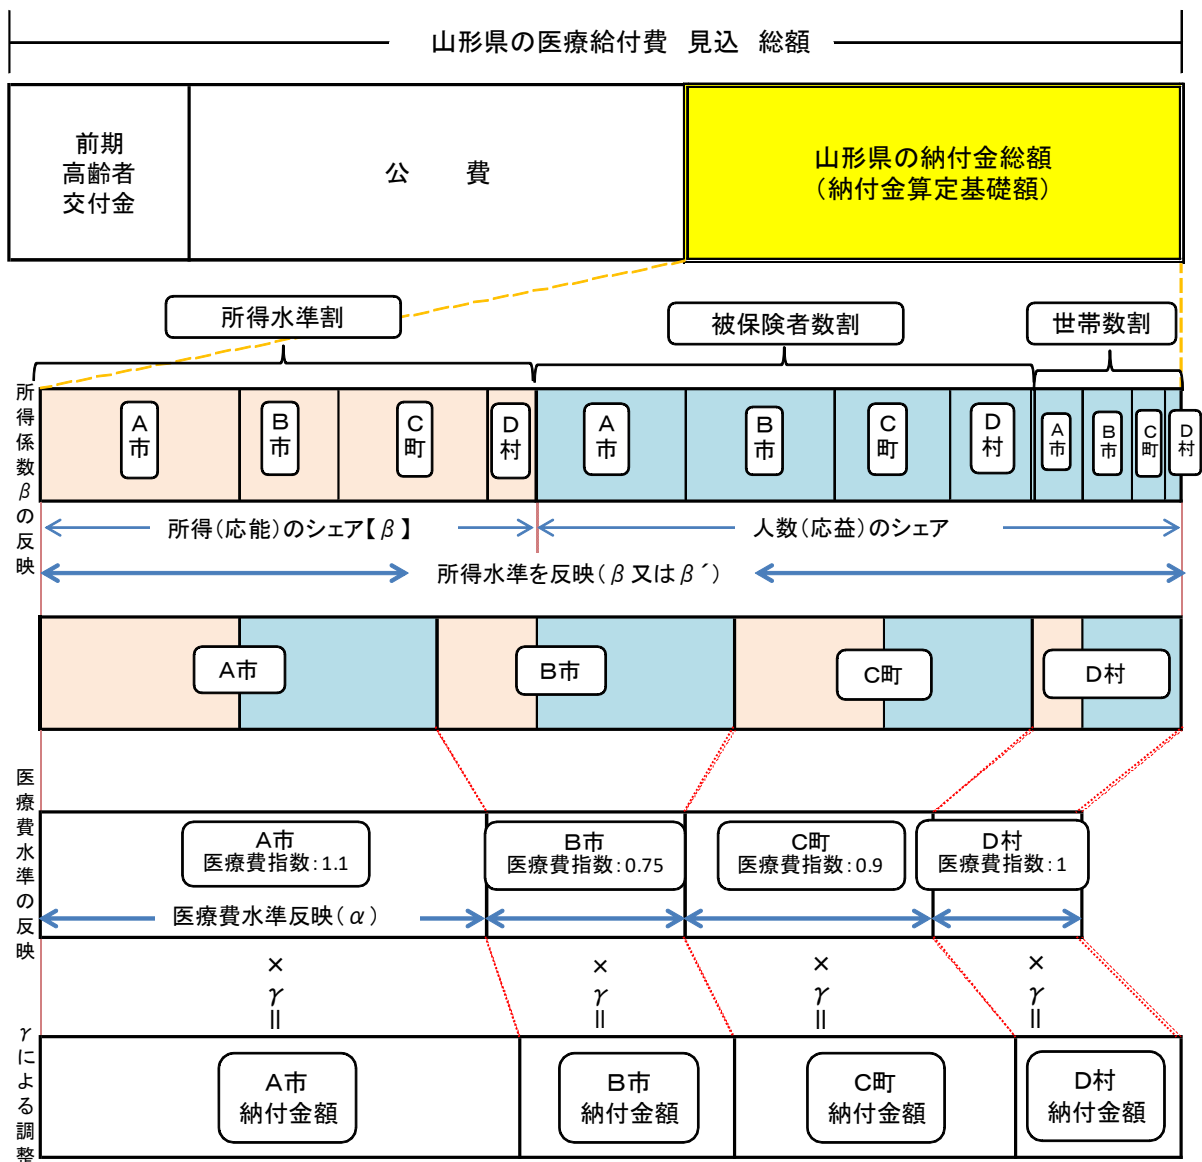 山形県の医療給付費　見込　総額
前期
高齢者
交付金
公　　費
山形県の納付金総額
（納付金算定基礎額）
所得水準割
被保険者数割
世帯数割
所得係数βの反映
A
市
B
市
C
町
D
村
A
市
B
市
C
町
D
村
A
市
B
市
C
町
D
村
所得（応能）のシェア【β】
人数（応益）のシェア
所得水準を反映（β又はβ´）
A市
B市
C町
D村
医療費水準の反映
A市
医療費指数：1.1
B市
医療費指数：0.75
C町
医療費指数：0.9
D村
医療費指数：1
医療費水準反映（α）
×
γ
＝
×
γ
＝
×
γ
＝
×
γ
＝
γによる調整
A市
納付金額
B市
納付金額
C町
納付金額
D村
納付金額